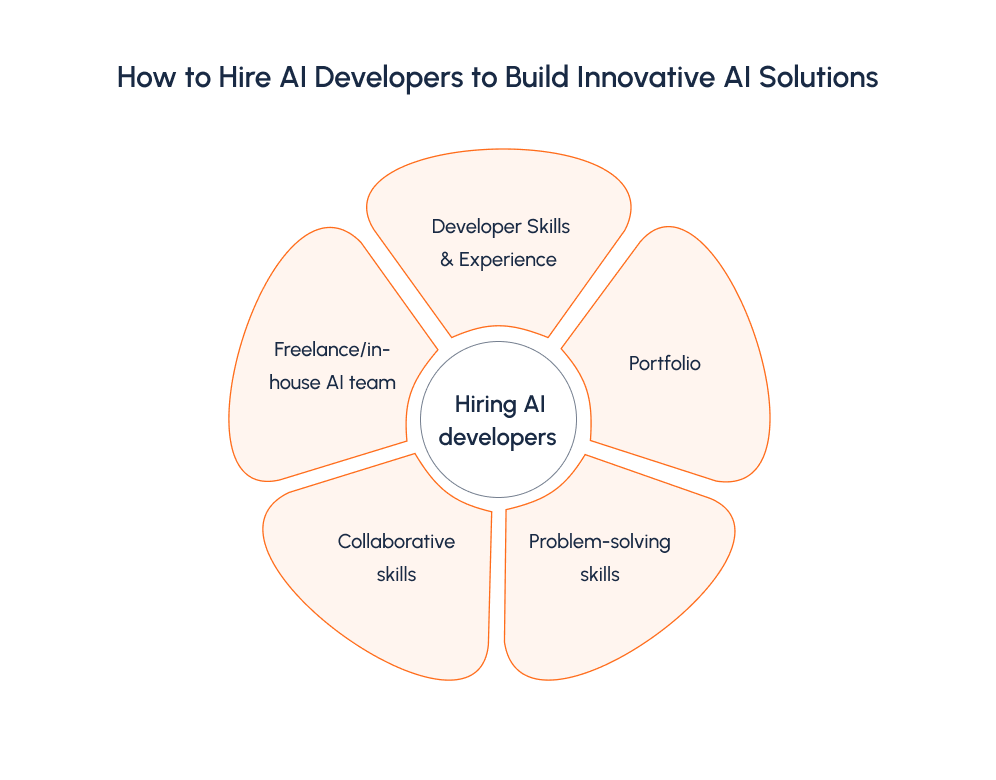 How to Hire AI Developers to Build Innovative AI Solutions
Developer Skills
& Experience
Freelance/in-
house AI team
Portfolio
Hiring AI
developers
Collaborative
skills
Problem-solving
skills